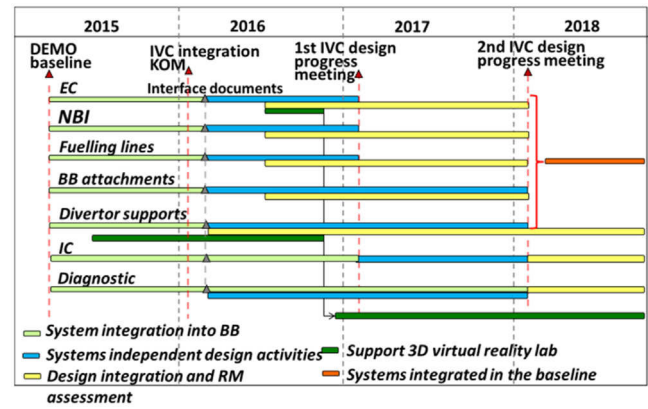 2015 2016 2017 2018
DEMO
baseline
IVC integration
KOM
1st IVC design
progress
meeting
2nd IVC design
progress meeting
EC
Interface documents
NBI
Fuelling lines
BB attachments
Divertor supports
IC
Diagnostic
System integration into BB
Systems independent design activities
Design integration and RM
assessment
Support 3D virtual reality lab
Systems integrated in the baseline